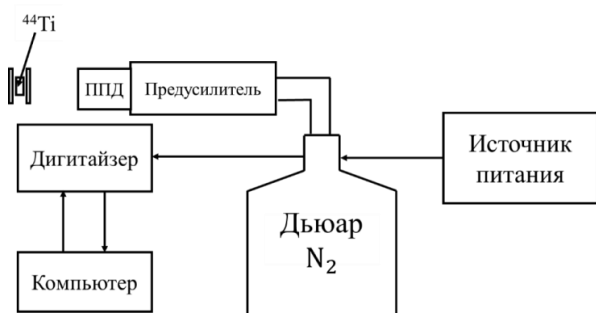 ⁴⁴Ti
ППД
Предусилитель
Дигитайзер
Источник
питания
Дьюар
N₂
Компьютер